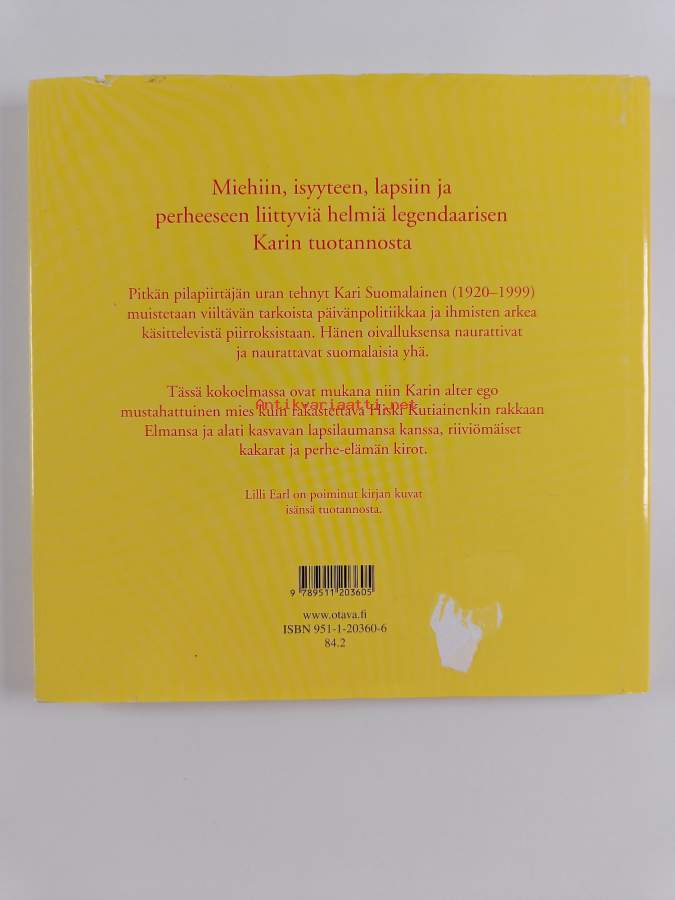 Miehiin, isyyteen, lapsiin ja
perheeseen liittyviä helmiä legendaarisen
Karin tuotannosta
Pitkän pilapiirtäjän uran tehnyt Kari Suomalainen (1920–1999)
muistetaan viiltävän tarkoista päivänpolitiikkaa ja ihmisten arkea
käsittelevistä piirroksistaan. Hänen oivalluksensa naurattivat
ja naurattavat suomalaisia yhä.
Tässä kokoelmassa ovat mukana niin Karin alter ego
Antikvariaatti.net
mustahattuinen mies kuin rakastettava Hiski Kutiainenkin rakkaan
Elmansa ja alati kasvavan lapsilaumansa kanssa, riiviömäiset
kakarat ja perhe-elämän kirot.
Lilli Earl on poiminut kirjan kuvat
isänsä tuotannosta.
9 789511 203605
www.otava.fi
ISBN 951-1-20360-6
84.2